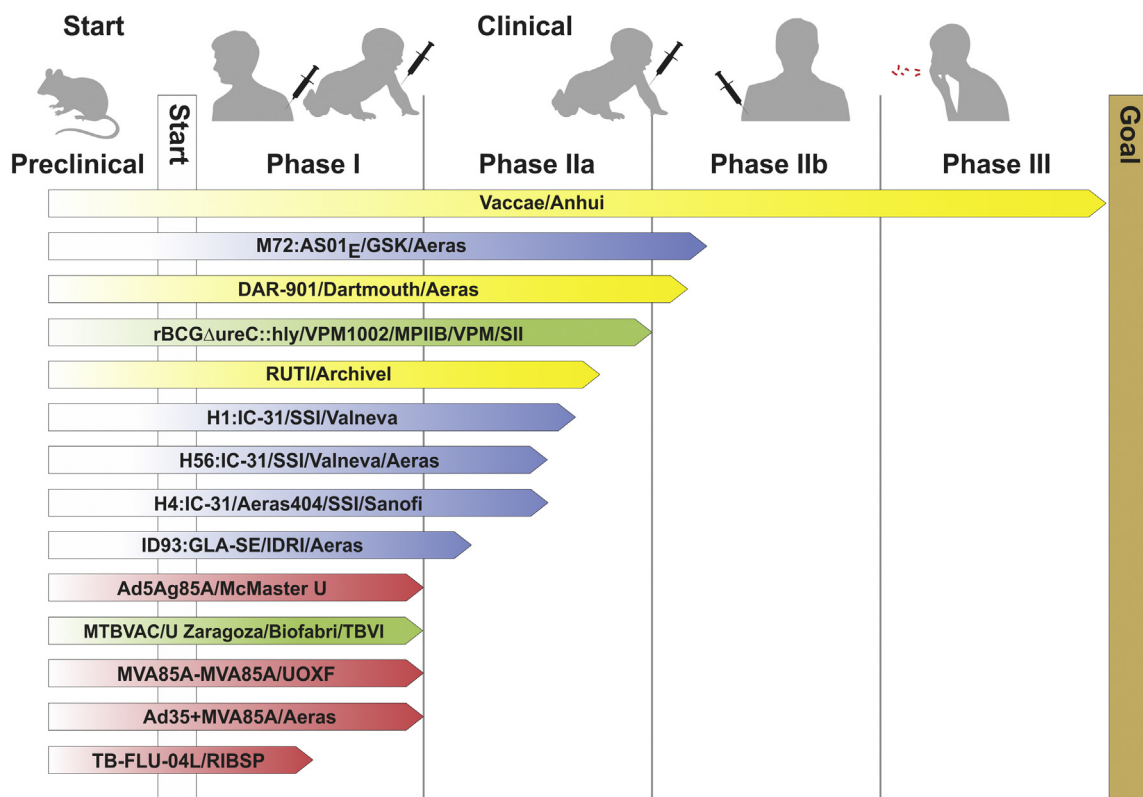 Start
Clinical
Start
Goal
Preclinical
Phase I
Phase IIa
Phase IIb
Phase III
Vaccae/Anhui
M72:AS01E/GSK/Aeras
DAR-901/Dartmouth/Aeras
rBCGΔureC::hly/VPM1002/MPIIB/VPM/SII
RUTI/Archivel
H1:IC-31/SSI/Valneva
H56:IC-31/SSI/Valneva/Aeras
H4:IC-31/Aeras404/SSI/Sanofi
ID93:GLA-SE/IDRI/Aeras
Ad5Ag85A/McMaster U
MTBVAC/U Zaragoza/Biofabri/TBVI
MVA85A-MVA85A/UOXF
Ad35+MVA85A/Aeras
TB-FLU-04L/RIBSP